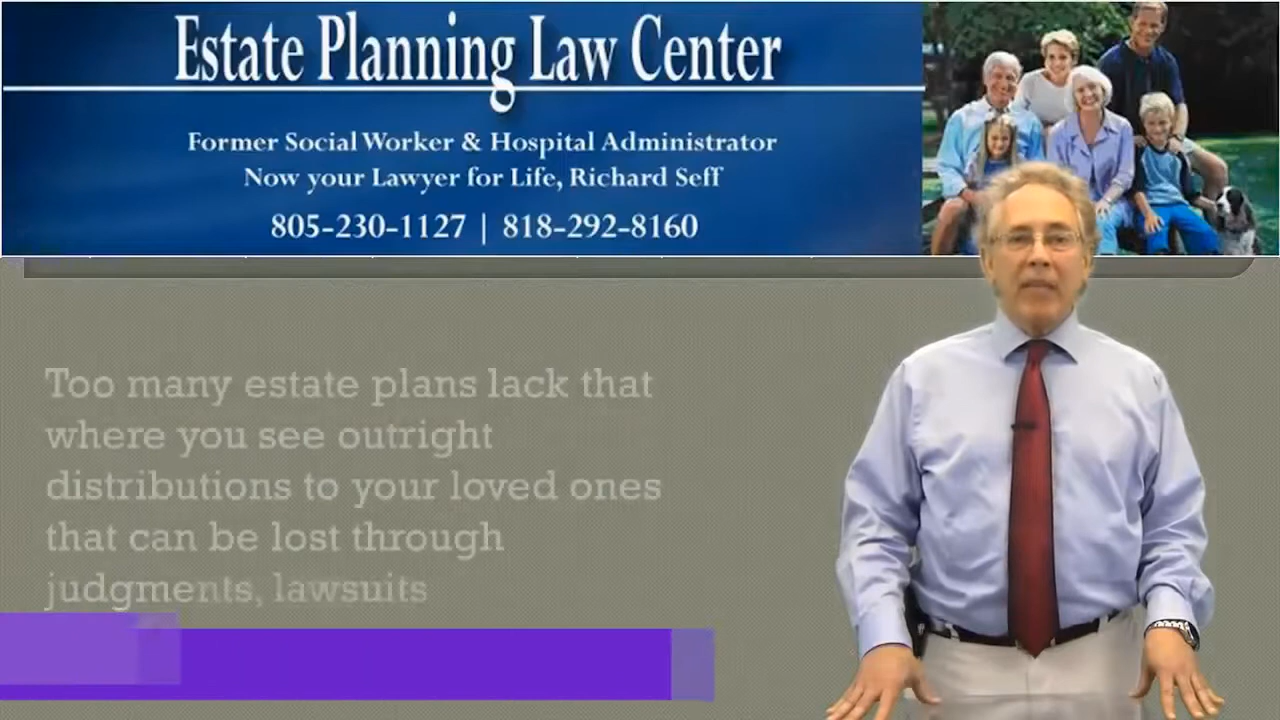 Estate Planning Law Center
Former Social Worker & Hospital Administrator
Now your Lawyer for Life, Richard Seff
805-230-1127 | 818-292-8160
Too many estate plans lack that
where you see outright
distributions to your loved ones
that can be lost through
judgments, lawsuits